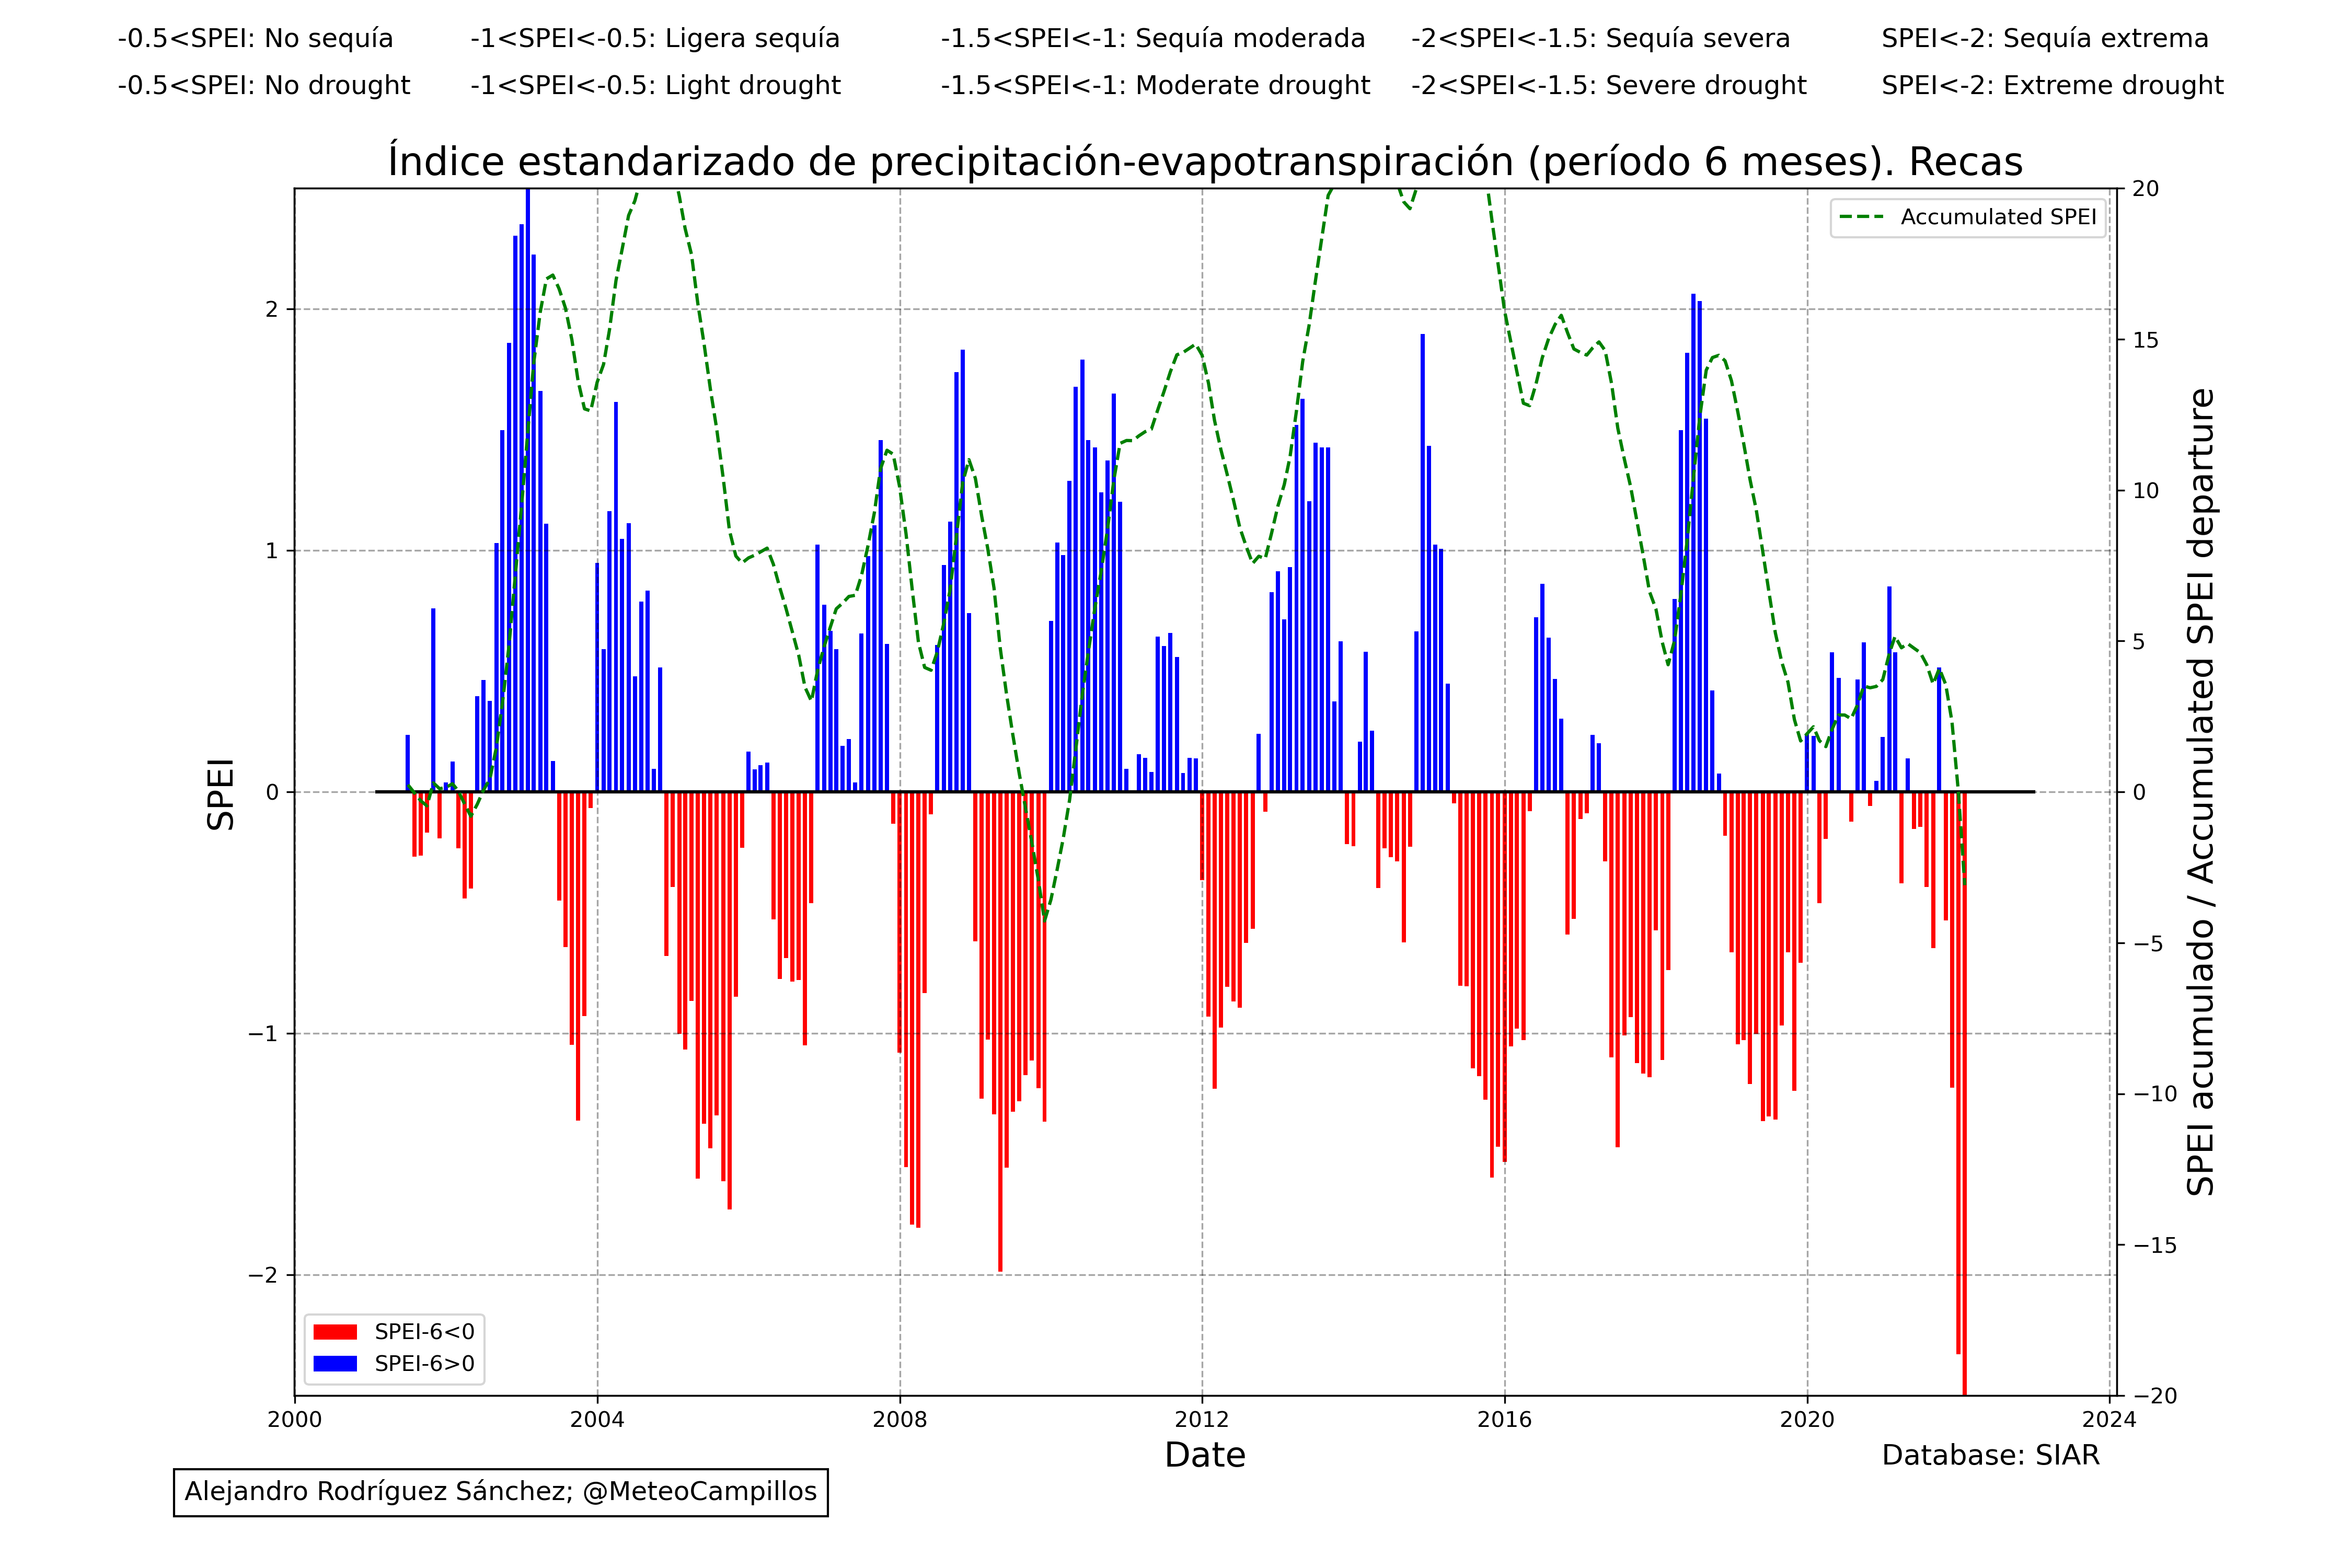 -0.5<SPEI: No sequía -1<SPEI<-0.5: Ligera sequía -1.5<SPEI<-1: Sequía moderada -2<SPEI<-1.5: Sequía severa SPEI<-2: Sequía extrema
-0.5<SPEI: No drought -1<SPEI<-0.5: Light drought -1.5<SPEI<-1: Moderate drought -2<SPEI<-1.5: Severe drought SPEI<-2: Extreme drought
Índice estandarizado de precipitación-evapotranspiración (período 6 meses). Recas
Accumulated SPEI
SPEI
2
1
0
−1
−2
20
15
10
5
0
−5
−10
−15
−20
SPEI acumulado / Accumulated SPEI departure
SPEI-6<0
SPEI-6>0
2000 2004 2008 2012 2016 2020 2024
Date
Database: SIAR
Alejandro Rodríguez Sánchez; @MeteoCampillos